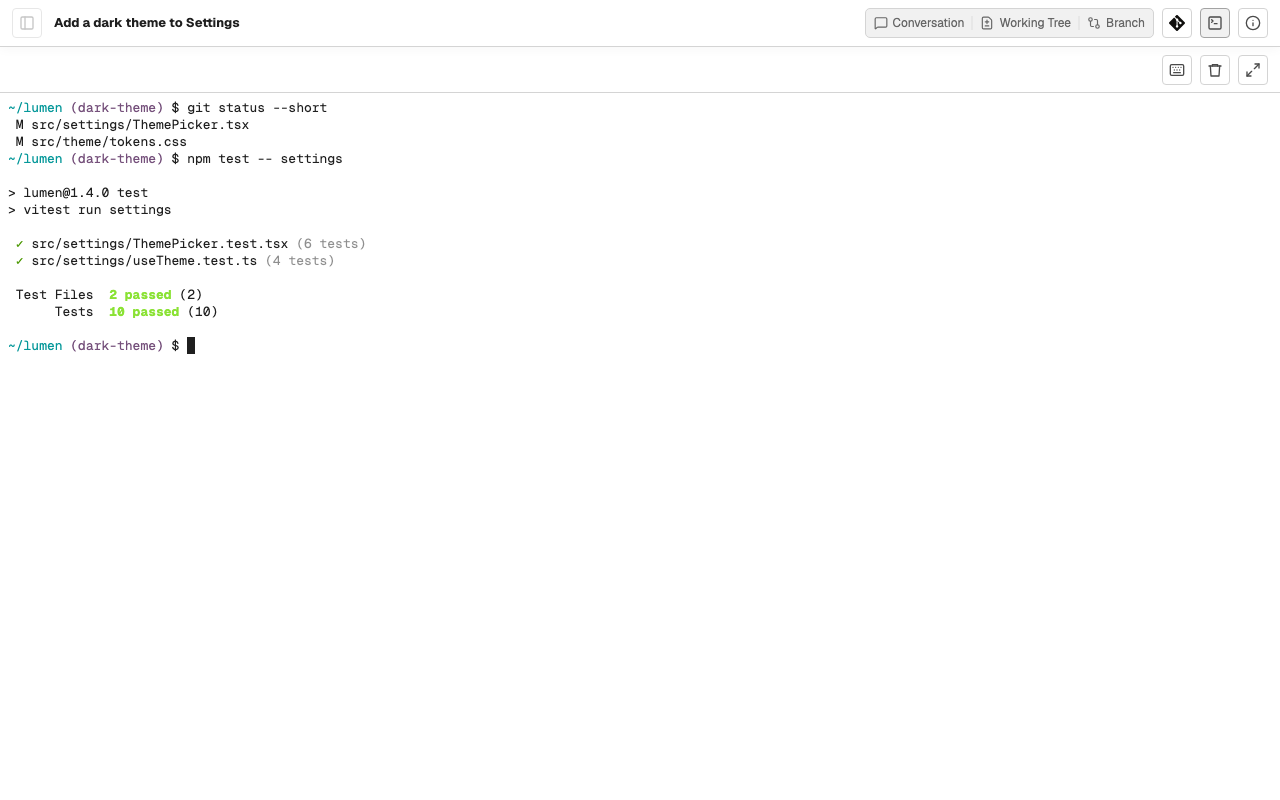 Add a dark theme to Settings
Conversation
Working Tree
Branch
~/lumen (dark-theme) $ git status --short
M src/settings/ThemePicker.tsx
M src/theme/tokens.css
~/lumen (dark-theme) $ npm test -- settings
> lumen@1.4.0 test
> vitest run settings
✓ src/settings/ThemePicker.test.tsx (6 tests)
✓ src/settings/useTheme.test.ts (4 tests)
Test Files  2 passed (2)
Tests  10 passed (10)
~/lumen (dark-theme) $